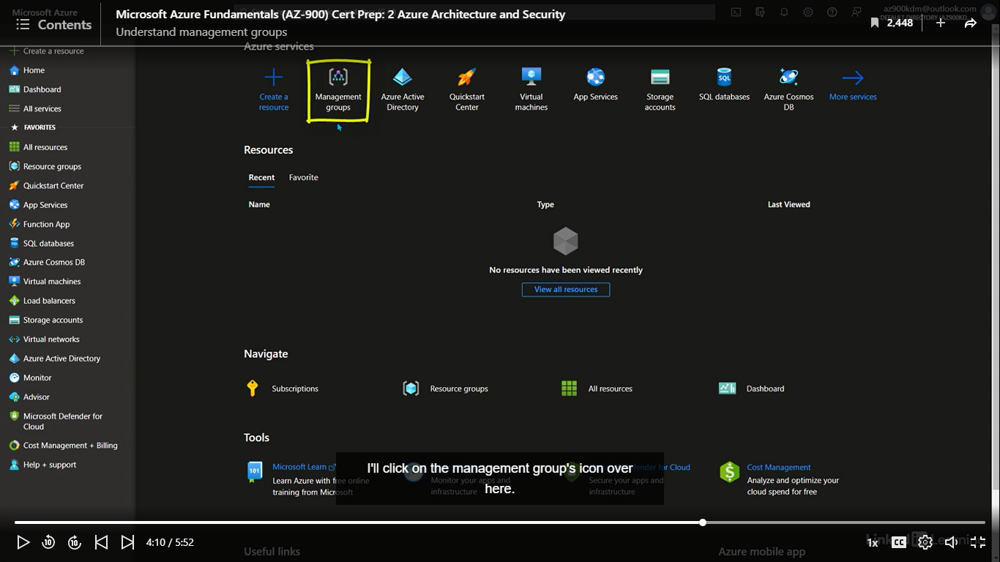 Microsoft Azure
Contents
Microsoft Azure Fundamentals (AZ-900) Cert Prep: 2 Azure Architecture and Security
Understand management groups
az900kdm@outlook.com
DEFAULT DIRECTORY
2,448
Create a resource
Home
Dashboard
All services
FAVORITES
All resources
Resource groups
Quickstart Center
App Services
Function App
SQL databases
Azure Cosmos DB
Virtual machines
Load balancers
Storage accounts
Virtual networks
Azure Active Directory
Monitor
Advisor
Microsoft Defender for
Cloud
Cost Management + Billing
Help + support
Azure services
Create a
resource
Management
groups
Azure Active
Directory
Quickstart
Center
Virtual
machines
App Services
Storage
accounts
SQL databases
Azure Cosmos
DB
More services
Resources
Recent Favorite
Name Type Last Viewed
No resources have been viewed recently
View all resources
Navigate
Subscriptions Resource groups All resources Dashboard
Tools
Microsoft Learn
Learn Azure with free online
training from Microsoft
Monitor your apps and
infrastructure
for Cloud
Secure your apps and
infrastructure
Cost Management
Analyze and optimize your
cloud spend for free
I'll click on the management group's icon over
here.
4:10 / 5:52
1x
CC
LinkedIn Learning
Useful links
Azure mobile app